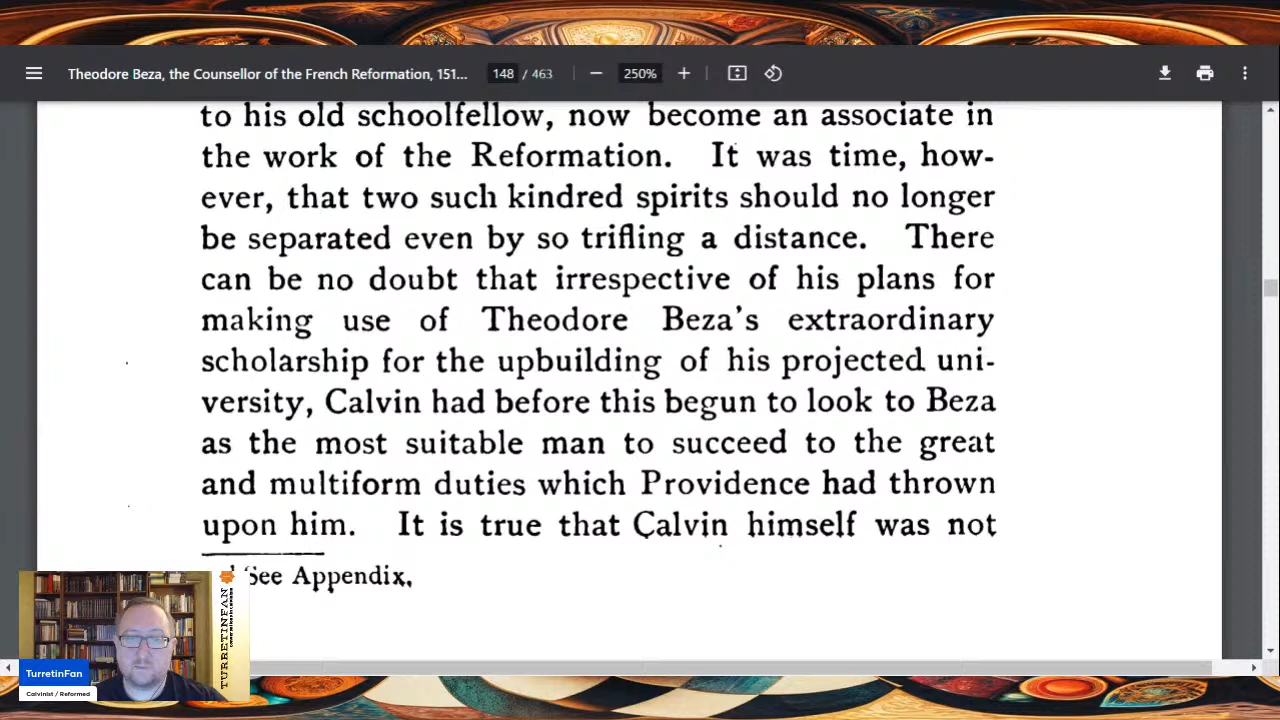 Theodore Beza, the Counsellor of the French Reformation, 151... 148 / 463 250%
to his old schoolfellow, now become an associate in
the work of the Reformation. It was time, how-
ever, that two such kindred spirits should no longer
be separated even by so trifling a distance. There
can be no doubt that irrespective of his plans for
making use of Theodore Beza's extraordinary
scholarship for the upbuilding of his projected uni-
versity, Calvin had before this begun to look to Beza
as the most suitable man to succeed to the great
and multiform duties which Providence had thrown
upon him. It is true that Calvin himself was not
See Appendix.
TURRETINFAN
TurretinFan
Calvinist / Reformed